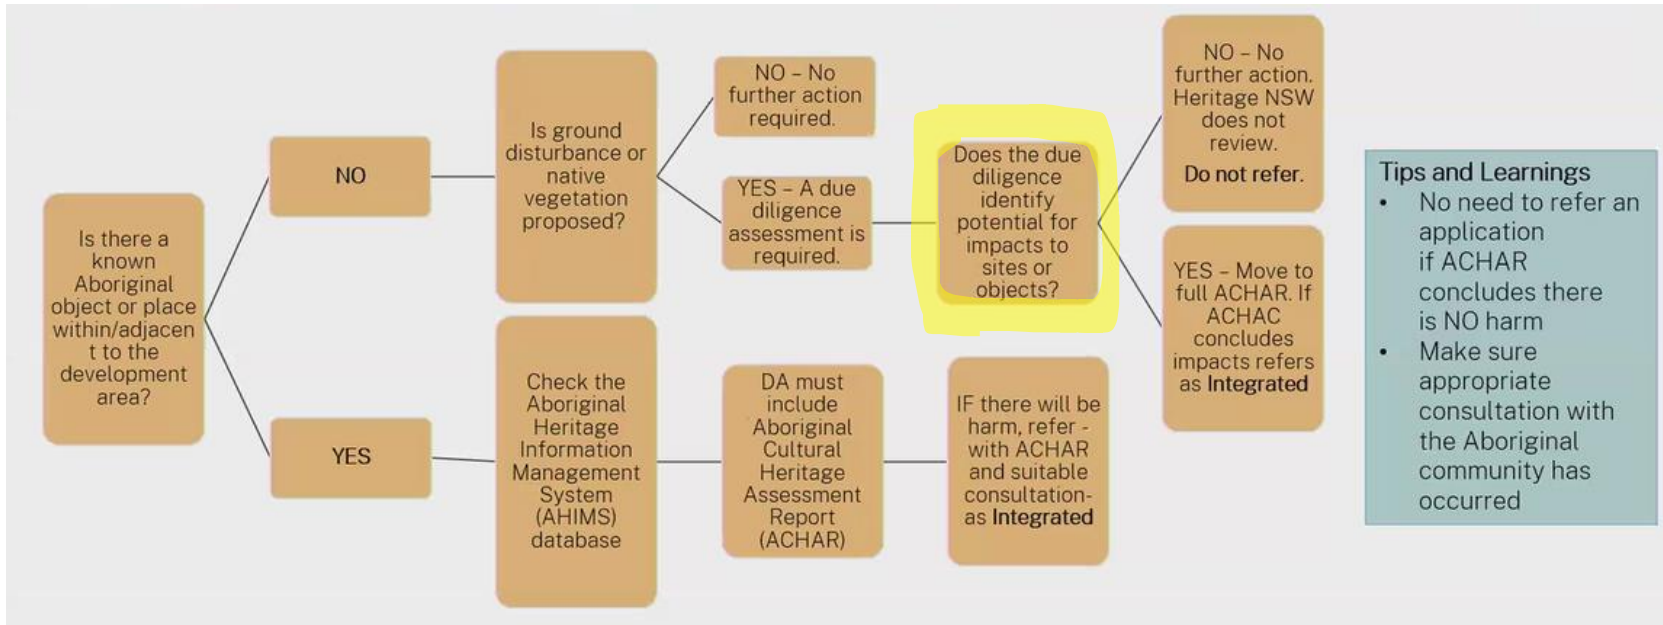 Is there a
known
Aboriginal
object or place
within/adjacen
t to the
development
area?
NO
YES
Is ground
disturbance or
native
vegetation
proposed?
Check the
Aboriginal
Heritage
Information
Management
System
(AHIMS)
database
NO – No
further action
required.
YES – A due
diligence
assessment is
required.
DA must
include
Aboriginal
Cultural
Heritage
Assessment
Report
(ACHAR)
Does the due
diligence
identify
potential for
impacts to
sites or
objects?
IF there will be
harm, refer -
with ACHAR
and suitable
consultation-
as Integrated
NO – No
further action.
Heritage NSW
does not
review.
Do not refer.
YES – Move to
full ACHAR. If
ACHAC
concludes
impacts refers
as Integrated
Tips and Learnings
• No need to refer an
application
if ACHAR
concludes there
is NO harm
• Make sure
appropriate
consultation with
the Aboriginal
community has
occurred